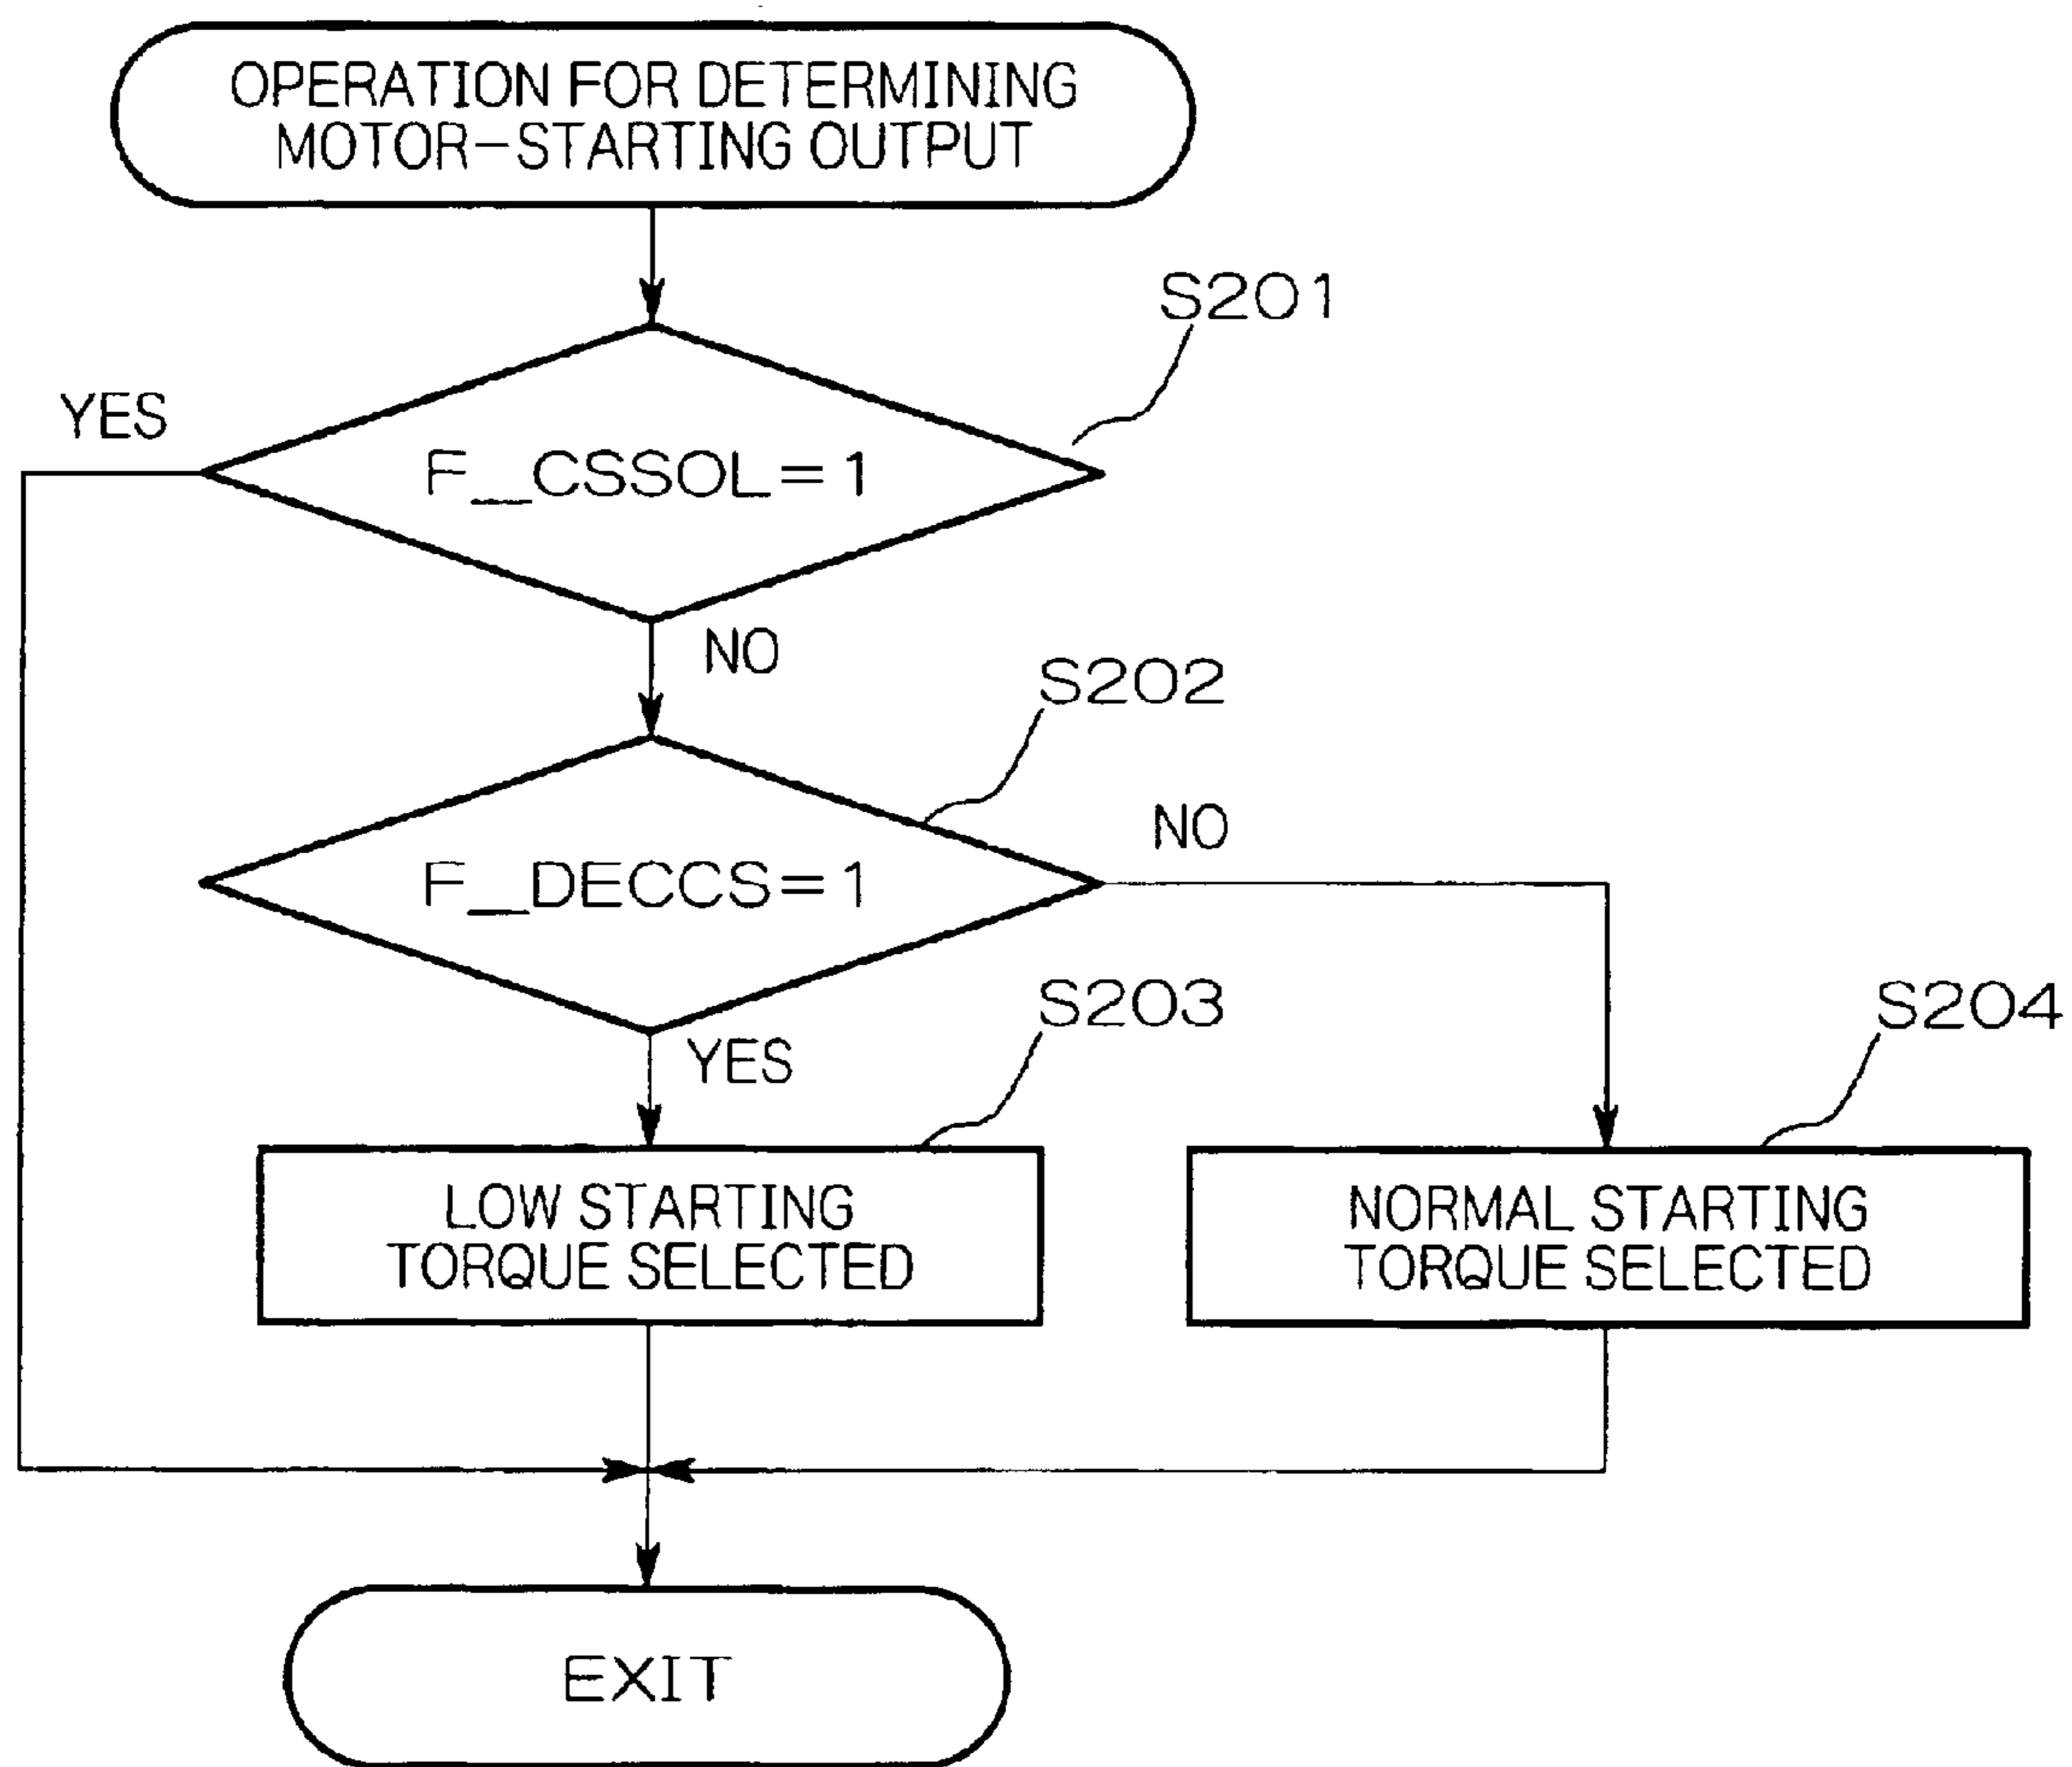 OPERATION FOR DETERMINING
MOTOR-STARTING OUTPUT
S201
YES
F_CSSOL=1
NO
S202
NO
F_DECCS=1
S203
S204
YES
LOW STARTING
TORQUE SELECTED
NORMAL STARTING
TORQUE SELECTED
EXIT